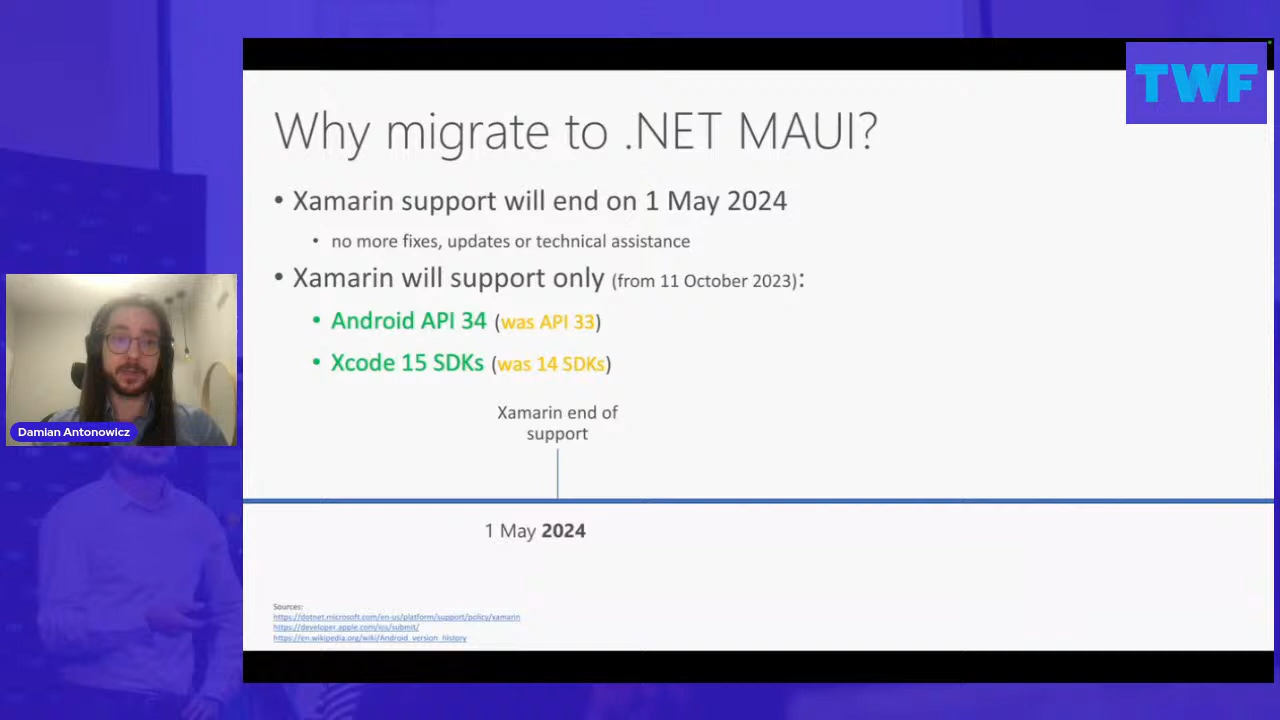 TWF
Why migrate to .NET MAUI?
• Xamarin support will end on 1 May 2024
• no more fixes, updates or technical assistance
• Xamarin will support only (from 11 October 2023):
• Android API 34 (was API 33)
• Xcode 15 SDKs (was 14 SDKs)
Xamarin end of
support
Damian Antonowicz
1 May 2024
Sources:
https://dotnet.microsoft.com/en-us/platform/support/policy/xamarin
https://developer.apple.com/ios/submit/
https://en.wikipedia.org/wiki/Android_version_history